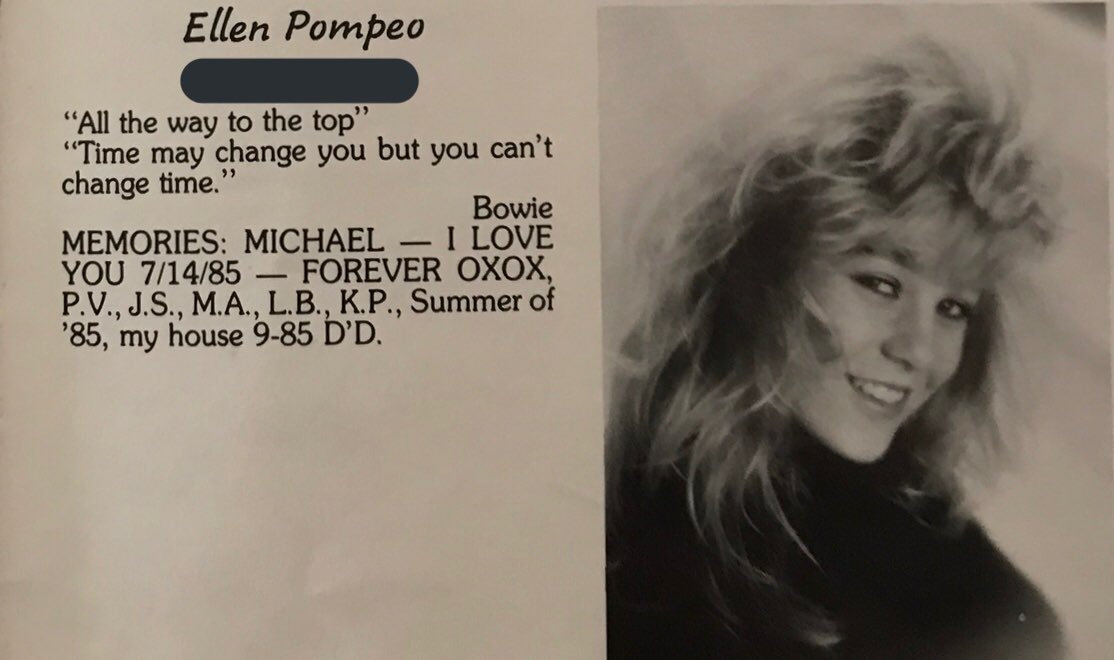 Ellen Pompeo
“All the way to the top”
“Time may change you but you can’t
change time.”
Bowie
MEMORIES: MICHAEL — I LOVE
YOU 7/14/85 — FOREVER OXOX,
P.V., J.S., M.A., L.B., K.P., Summer of
’85, my house 9-85 D’D.